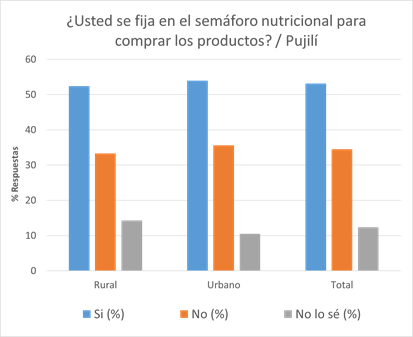 ¿Usted se fija en el semáforo nutricional para
comprar los productos? / Pujilí
60
50
40
30
20
10
0
% Respuestas
Rural Urbano Total
Si (%) No (%) No lo sé (%)